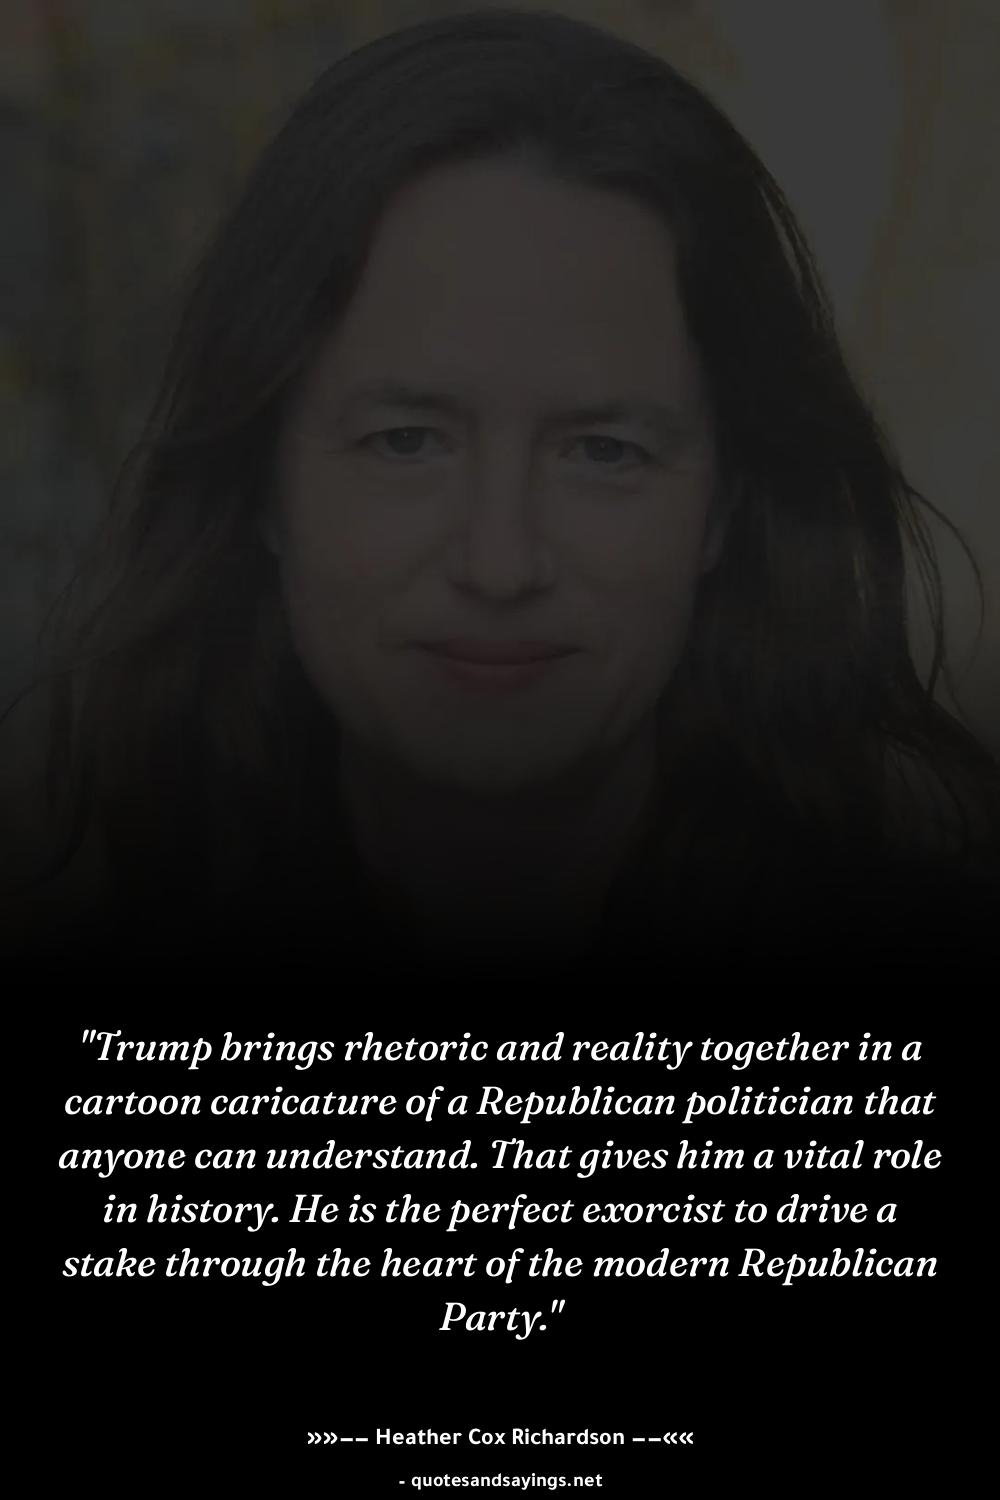 "Trump brings rhetoric and reality together in a
cartoon caricature of a Republican politician that
anyone can understand. That gives him a vital role
in history. He is the perfect exorcist to drive a
stake through the heart of the modern Republican
Party."
»»–– Heather Cox Richardson ––««
- quotesandsayings.net